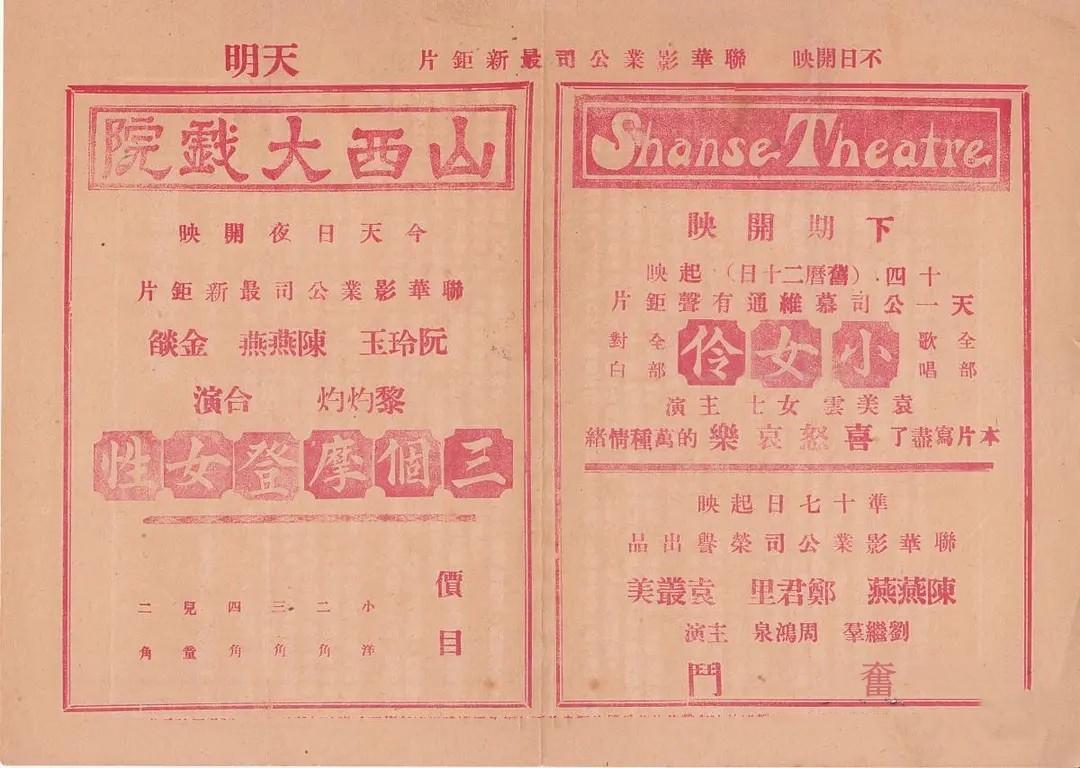 不日開映 聯華影業公司最新鉅片 天明
Shanse Theatre
下期開映
十四．（舊曆二十日）起映
天一公司慕維通有聲鉅片
全部歌唱 小女伶 全部對白
袁美雲女士主演
本片寫盡了喜怒哀樂的萬種情緒
準十七日起映
聯華影業公司榮譽出品
陳燕燕 鄭君里 袁叢美
劉繼羣 周鴻泉 主演
奮鬥
山西大戲院
今天日夜開映
聯華影業公司最新鉅片
阮玲玉 陳燕燕 金燄
黎灼灼 合演
三個摩登女性
價目
小洋
二角
三角
四角
兒童
二角